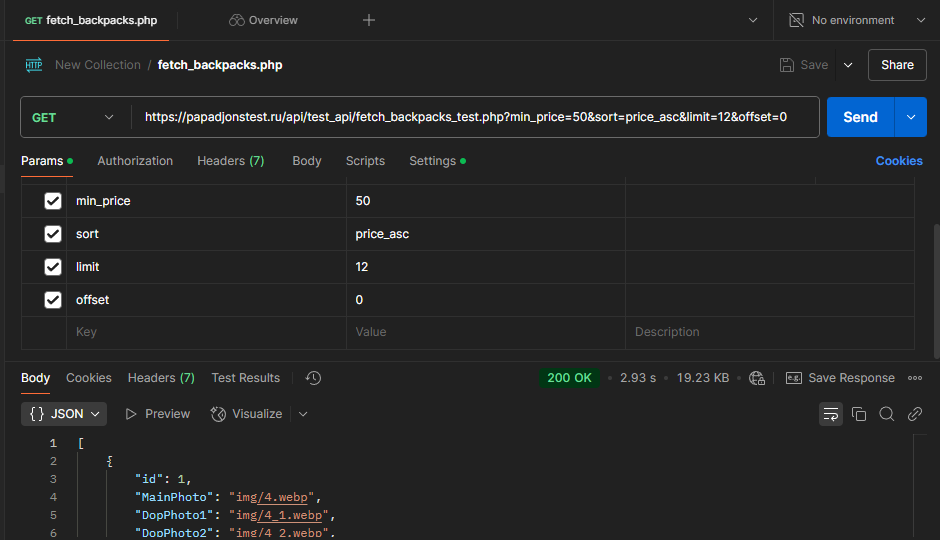 GET fetch_backpacks.php Overview No environment
HTTP New Collection / fetch_backpacks.php Save Share
GET https://papadjonstest.ru/api/test_api/fetch_backpacks_test.php?min_price=50&sort=price_asc&limit=12&offset=0 Send
Params Authorization Headers (7) Body Scripts Settings Cookies
min_price 50
sort price_asc
limit 12
offset 0
Key Value Description
Body Cookies Headers (7) Test Results 200 OK 2.93 s 19.23 KB e.g. Save Response
{} JSON Preview Visualize
1 [
2 {
3 "id": 1,
4 "MainPhoto": "img/4.webp",
5 "DopPhoto1": "img/4_1.webp",
6 "DopPhoto2": "img/4_2.webp",